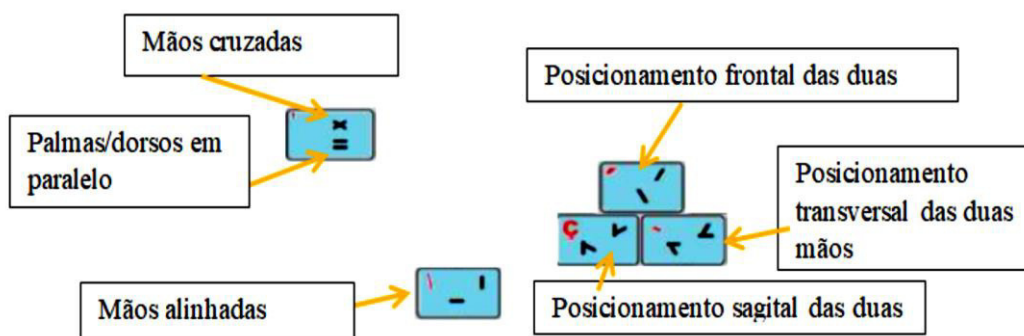 Mãos cruzadas
Palmas/dorsos em
paralelo
Mãos alinhadas
Posicionamento frontal das duas
Posicionamento
transversal das duas
mãos
Ç
Posicionamento sagital das duas